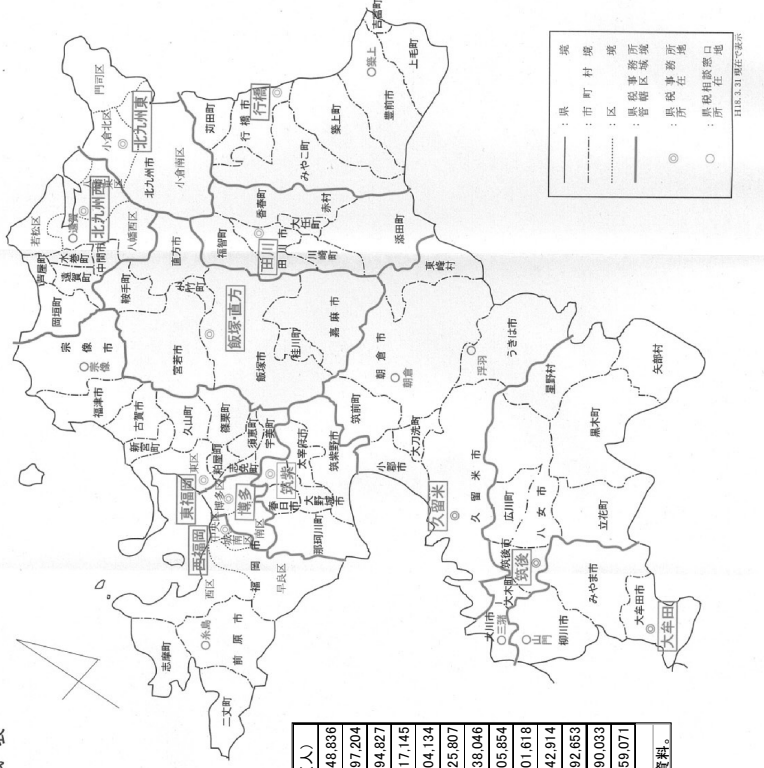 門司区
小倉北区
北九州東
北九州市
小倉南区
若松区
遠賀
北九州西
八幡西区
芦屋町
水巻町
遠賀町
中間市
岡垣町
鞍手町
直方市
小竹町
宮若市
飯塚・直方
飯塚市
桂川町
嘉麻市
苅田町
行橋市
行橋
みやこ町
築上町
築上
豊前市
吉富町
上毛町
香春町
福智町
田川
田川市
大任町
赤村
川崎町
添田町
東峰村
宗像市
宗像
福津市
古賀市
新宮町
久山町
篠栗町
粕屋町
須恵町
志免町
宇美町
東区
東福岡
博多区
博多
中央区
城南区
南区
西福岡
西区
福岡市
早良区
糸島
前原市
志摩町
二丈町
筑紫
春日市
大野城市
太宰府市
筑紫野市
那珂川町
筑前町
朝倉市
朝倉
大刀洗町
小郡市
久留米
久留米市
浮羽
うきは市
星野村
矢部村
黒木町
広川町
八女市
立花町
筑後市
筑後
大木町
大川市
三瀦
山門
柳川市
みやま市
大牟田市
大牟田
：県境
：市町村境
：区境
：県税事務所管轄区域境
◎：県税事務所所在地
○：県税相談窓口所在地
H18.3.31 現在で表示
人）
48,836
97,204
94,827
17,145
04,134
25,807
38,046
05,854
01,618
42,914
92,653
90,033
59,071
資料。